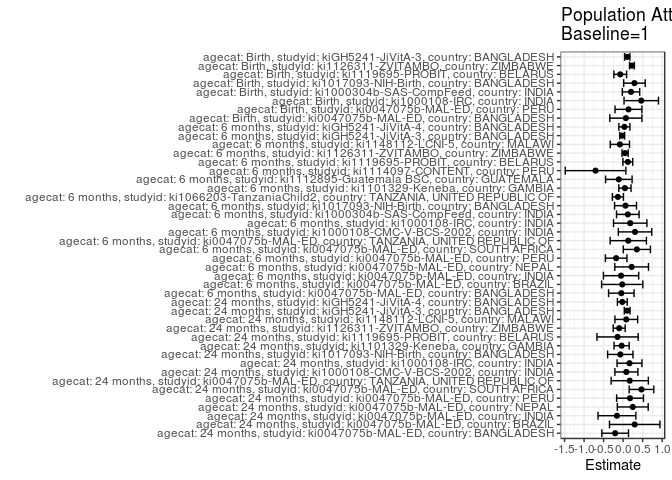 Population Att
Baseline=1
agecat: Birth, studyid: kiGH5241-JiVitA-3, country: BANGLADESH
agecat: Birth, studyid: ki1126311-ZVITAMBO, country: ZIMBABWE
agecat: Birth, studyid: ki1119695-PROBIT, country: BELARUS
agecat: Birth, studyid: ki1017093-NIH-Birth, country: BANGLADESH
agecat: Birth, studyid: ki1000304b-SAS-CompFeed, country: INDIA
agecat: Birth, studyid: ki1000108-IRC, country: INDIA
agecat: Birth, studyid: ki0047075b-MAL-ED, country: PERU
agecat: Birth, studyid: ki0047075b-MAL-ED, country: BANGLADESH
agecat: 6 months, studyid: kiGH5241-JiVitA-4, country: BANGLADESH
agecat: 6 months, studyid: kiGH5241-JiVitA-3, country: BANGLADESH
agecat: 6 months, studyid: ki1148112-LCNI-5, country: MALAWI
agecat: 6 months, studyid: ki1126311-ZVITAMBO, country: ZIMBABWE
agecat: 6 months, studyid: ki1119695-PROBIT, country: BELARUS
agecat: 6 months, studyid: ki1114097-CONTENT, country: PERU
agecat: 6 months, studyid: ki1112895-Guatemala BSC, country: GUATEMALA
agecat: 6 months, studyid: ki1101329-Keneba, country: GAMBIA
agecat: 6 months, studyid: ki1066203-TanzaniaChild2, country: TANZANIA, UNITED REPUBLIC OF
agecat: 6 months, studyid: ki1017093-NIH-Birth, country: BANGLADESH
agecat: 6 months, studyid: ki1000304b-SAS-CompFeed, country: INDIA
agecat: 6 months, studyid: ki1000108-IRC, country: INDIA
agecat: 6 months, studyid: ki1000108-CMC-V-BCS-2002, country: INDIA
agecat: 6 months, studyid: ki0047075b-MAL-ED, country: TANZANIA, UNITED REPUBLIC OF
agecat: 6 months, studyid: ki0047075b-MAL-ED, country: SOUTH AFRICA
agecat: 6 months, studyid: ki0047075b-MAL-ED, country: PERU
agecat: 6 months, studyid: ki0047075b-MAL-ED, country: NEPAL
agecat: 6 months, studyid: ki0047075b-MAL-ED, country: INDIA
agecat: 6 months, studyid: ki0047075b-MAL-ED, country: BRAZIL
agecat: 6 months, studyid: ki0047075b-MAL-ED, country: BANGLADESH
agecat: 24 months, studyid: kiGH5241-JiVitA-4, country: BANGLADESH
agecat: 24 months, studyid: kiGH5241-JiVitA-3, country: BANGLADESH
agecat: 24 months, studyid: ki1148112-LCNI-5, country: MALAWI
agecat: 24 months, studyid: ki1126311-ZVITAMBO, country: ZIMBABWE
agecat: 24 months, studyid: ki1119695-PROBIT, country: BELARUS
agecat: 24 months, studyid: ki1101329-Keneba, country: GAMBIA
agecat: 24 months, studyid: ki1017093-NIH-Birth, country: BANGLADESH
agecat: 24 months, studyid: ki1000108-IRC, country: INDIA
agecat: 24 months, studyid: ki1000108-CMC-V-BCS-2002, country: INDIA
agecat: 24 months, studyid: ki0047075b-MAL-ED, country: TANZANIA, UNITED REPUBLIC OF
agecat: 24 months, studyid: ki0047075b-MAL-ED, country: SOUTH AFRICA
agecat: 24 months, studyid: ki0047075b-MAL-ED, country: PERU
agecat: 24 months, studyid: ki0047075b-MAL-ED, country: NEPAL
agecat: 24 months, studyid: ki0047075b-MAL-ED, country: INDIA
agecat: 24 months, studyid: ki0047075b-MAL-ED, country: BRAZIL
agecat: 24 months, studyid: ki0047075b-MAL-ED, country: BANGLADESH
-1.5 -1.0 -0.5 0.0 0.5 1.0
Estimate